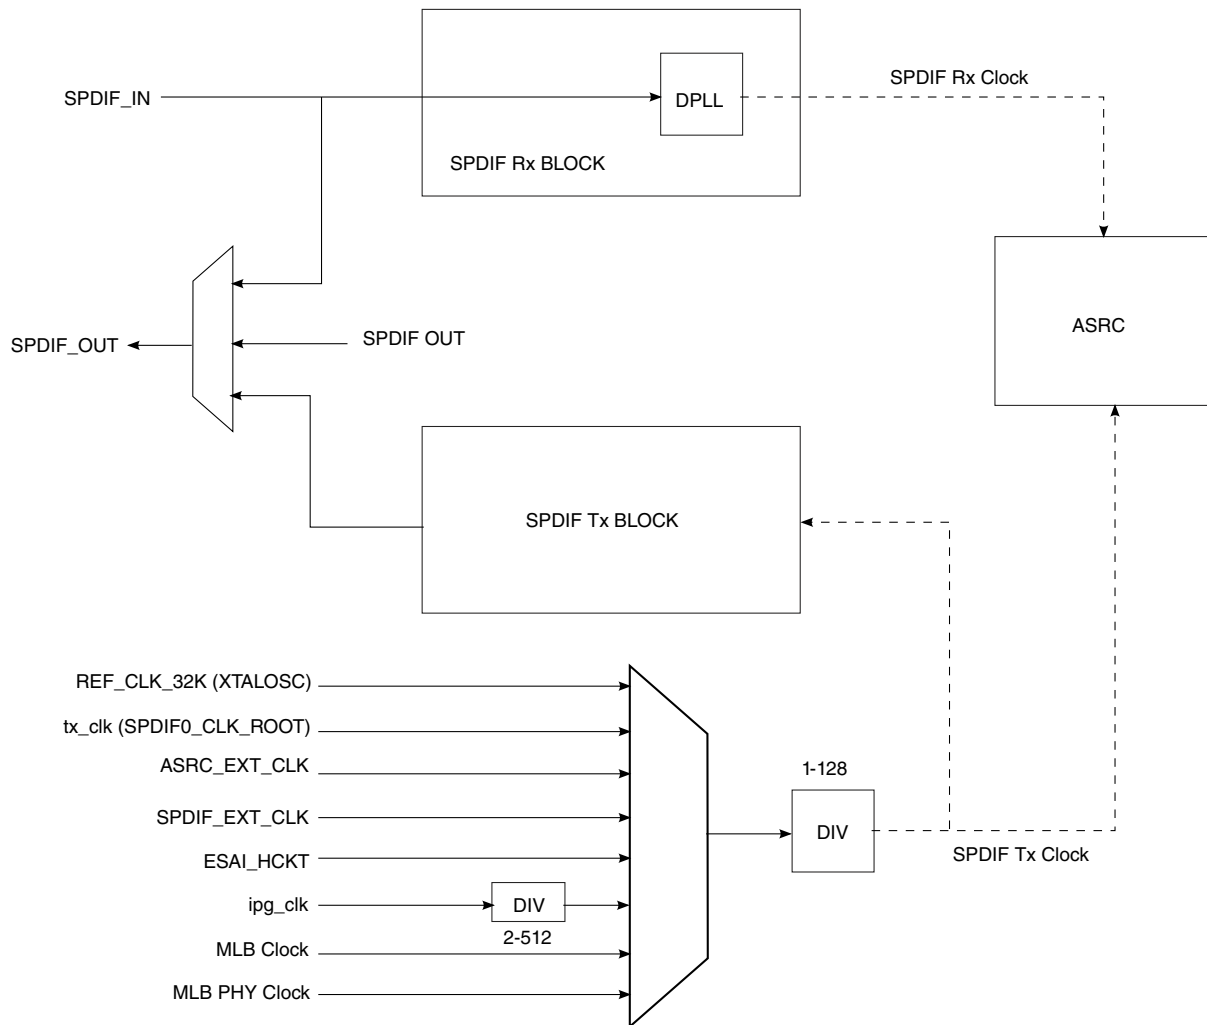 SPDIF Rx Clock
SPDIF_IN
DPLL
SPDIF Rx BLOCK
ASRC
SPDIF_OUT
SPDIF OUT
SPDIF Tx BLOCK
REF_CLK_32K (XTALOSC)
tx_clk (SPDIF0_CLK_ROOT)
ASRC_EXT_CLK
1-128
SPDIF_EXT_CLK
DIV
SPDIF Tx Clock
ESAI_HCKT
ipg_clk
DIV
2-512
MLB Clock
MLB PHY Clock